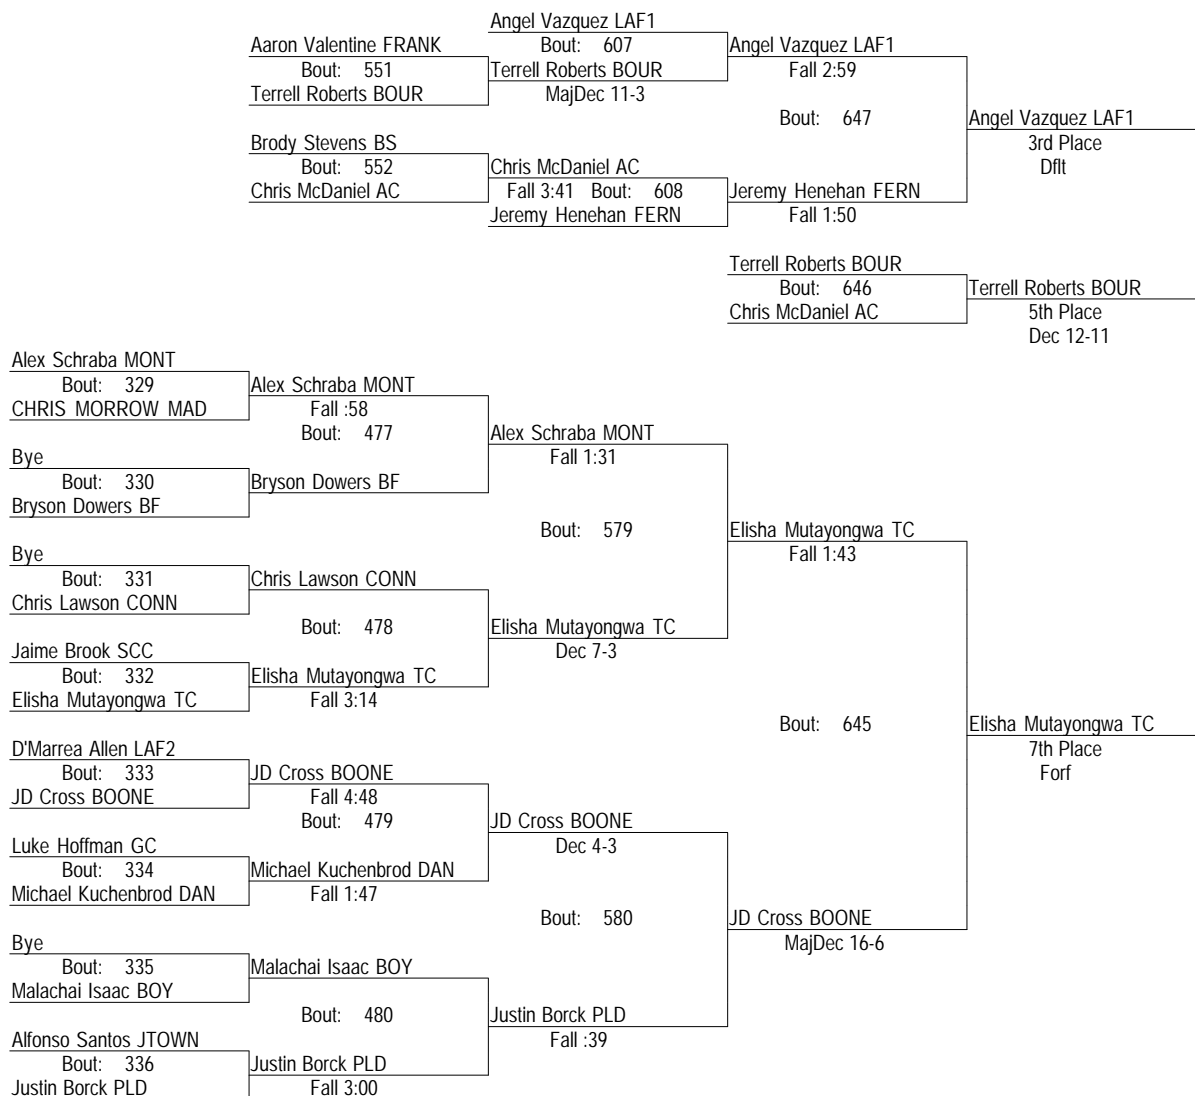 Angel Vazquez LAF1
Aaron Valentine FRANK
Bout: 607
Angel Vazquez LAF1
Bout: 551
Terrell Roberts BOUR
Fall 2:59
Terrell Roberts BOUR
MajDec 11-3
Bout: 647
Angel Vazquez LAF1
Brody Stevens BS
3rd Place
Bout: 552
Chris McDaniel AC
Dflt
Chris McDaniel AC
Fall 3:41 Bout: 608
Jeremy Henehan FERN
Jeremy Henehan FERN
Fall 1:50
Terrell Roberts BOUR
Bout: 646
Terrell Roberts BOUR
Chris McDaniel AC
5th Place
Dec 12-11
Alex Schraba MONT
Bout: 329
Alex Schraba MONT
CHRIS MORROW MAD
Fall :58
Bout: 477
Alex Schraba MONT
Bye
Fall 1:31
Bout: 330
Bryson Dowers BF
Bryson Dowers BF
Bout: 579
Elisha Mutayongwa TC
Bye
Fall 1:43
Bout: 331
Chris Lawson CONN
Chris Lawson CONN
Bout: 478
Elisha Mutayongwa TC
Jaime Brook SCC
Dec 7-3
Bout: 332
Elisha Mutayongwa TC
Elisha Mutayongwa TC
Fall 3:14
Bout: 645
Elisha Mutayongwa TC
D'Marrea Allen LAF2
7th Place
Bout: 333
JD Cross BOONE
Forf
JD Cross BOONE
Fall 4:48
Bout: 479
JD Cross BOONE
Luke Hoffman GC
Dec 4-3
Bout: 334
Michael Kuchenbrod DAN
Michael Kuchenbrod DAN
Fall 1:47
Bout: 580
JD Cross BOONE
Bye
MajDec 16-6
Bout: 335
Malachai Isaac BOY
Malachai Isaac BOY
Bout: 480
Justin Borck PLD
Alfonso Santos JTOWN
Fall :39
Bout: 336
Justin Borck PLD
Justin Borck PLD
Fall 3:00